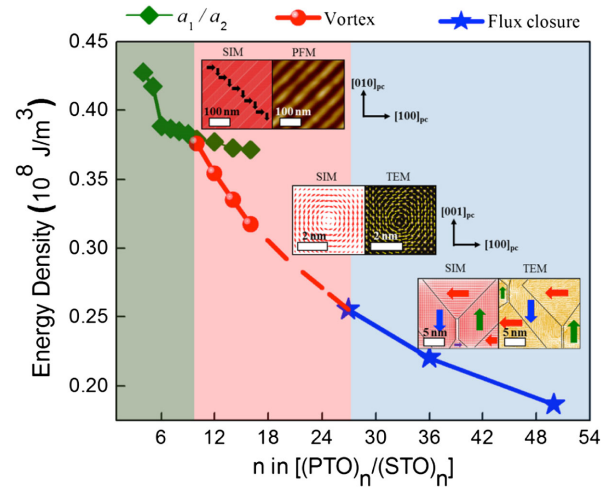 a₁/a₂ Vortex Flux closure
Energy Density (10⁸ J/m³)
0.45
0.40
0.35
0.30
0.25
0.20
SIM PFM
100 nm 100 nm
[010]pc
[100]pc
SIM TEM
2 nm 2 nm
[001]pc
[100]pc
SIM TEM
5 nm 5 nm
6 12 18 24 30 36 42 48 54
n in [(PTO)ₙ/(STO)ₙ]